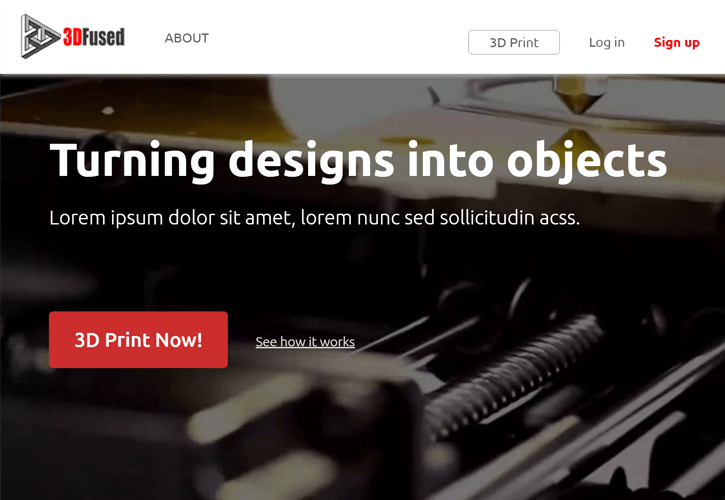 3DFused
ABOUT
3D Print
Log in
Sign up
Turning designs into objects
Lorem ipsum dolor sit amet, lorem nunc sed sollicitudin acss.
3D Print Now!
See how it works